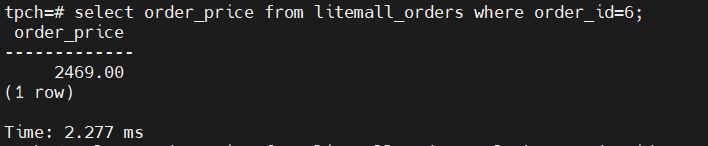 tpch=# select order_price from litemall_orders where order_id=6;
 order_price
-------------
     2469.00
(1 row)

Time: 2.277 ms